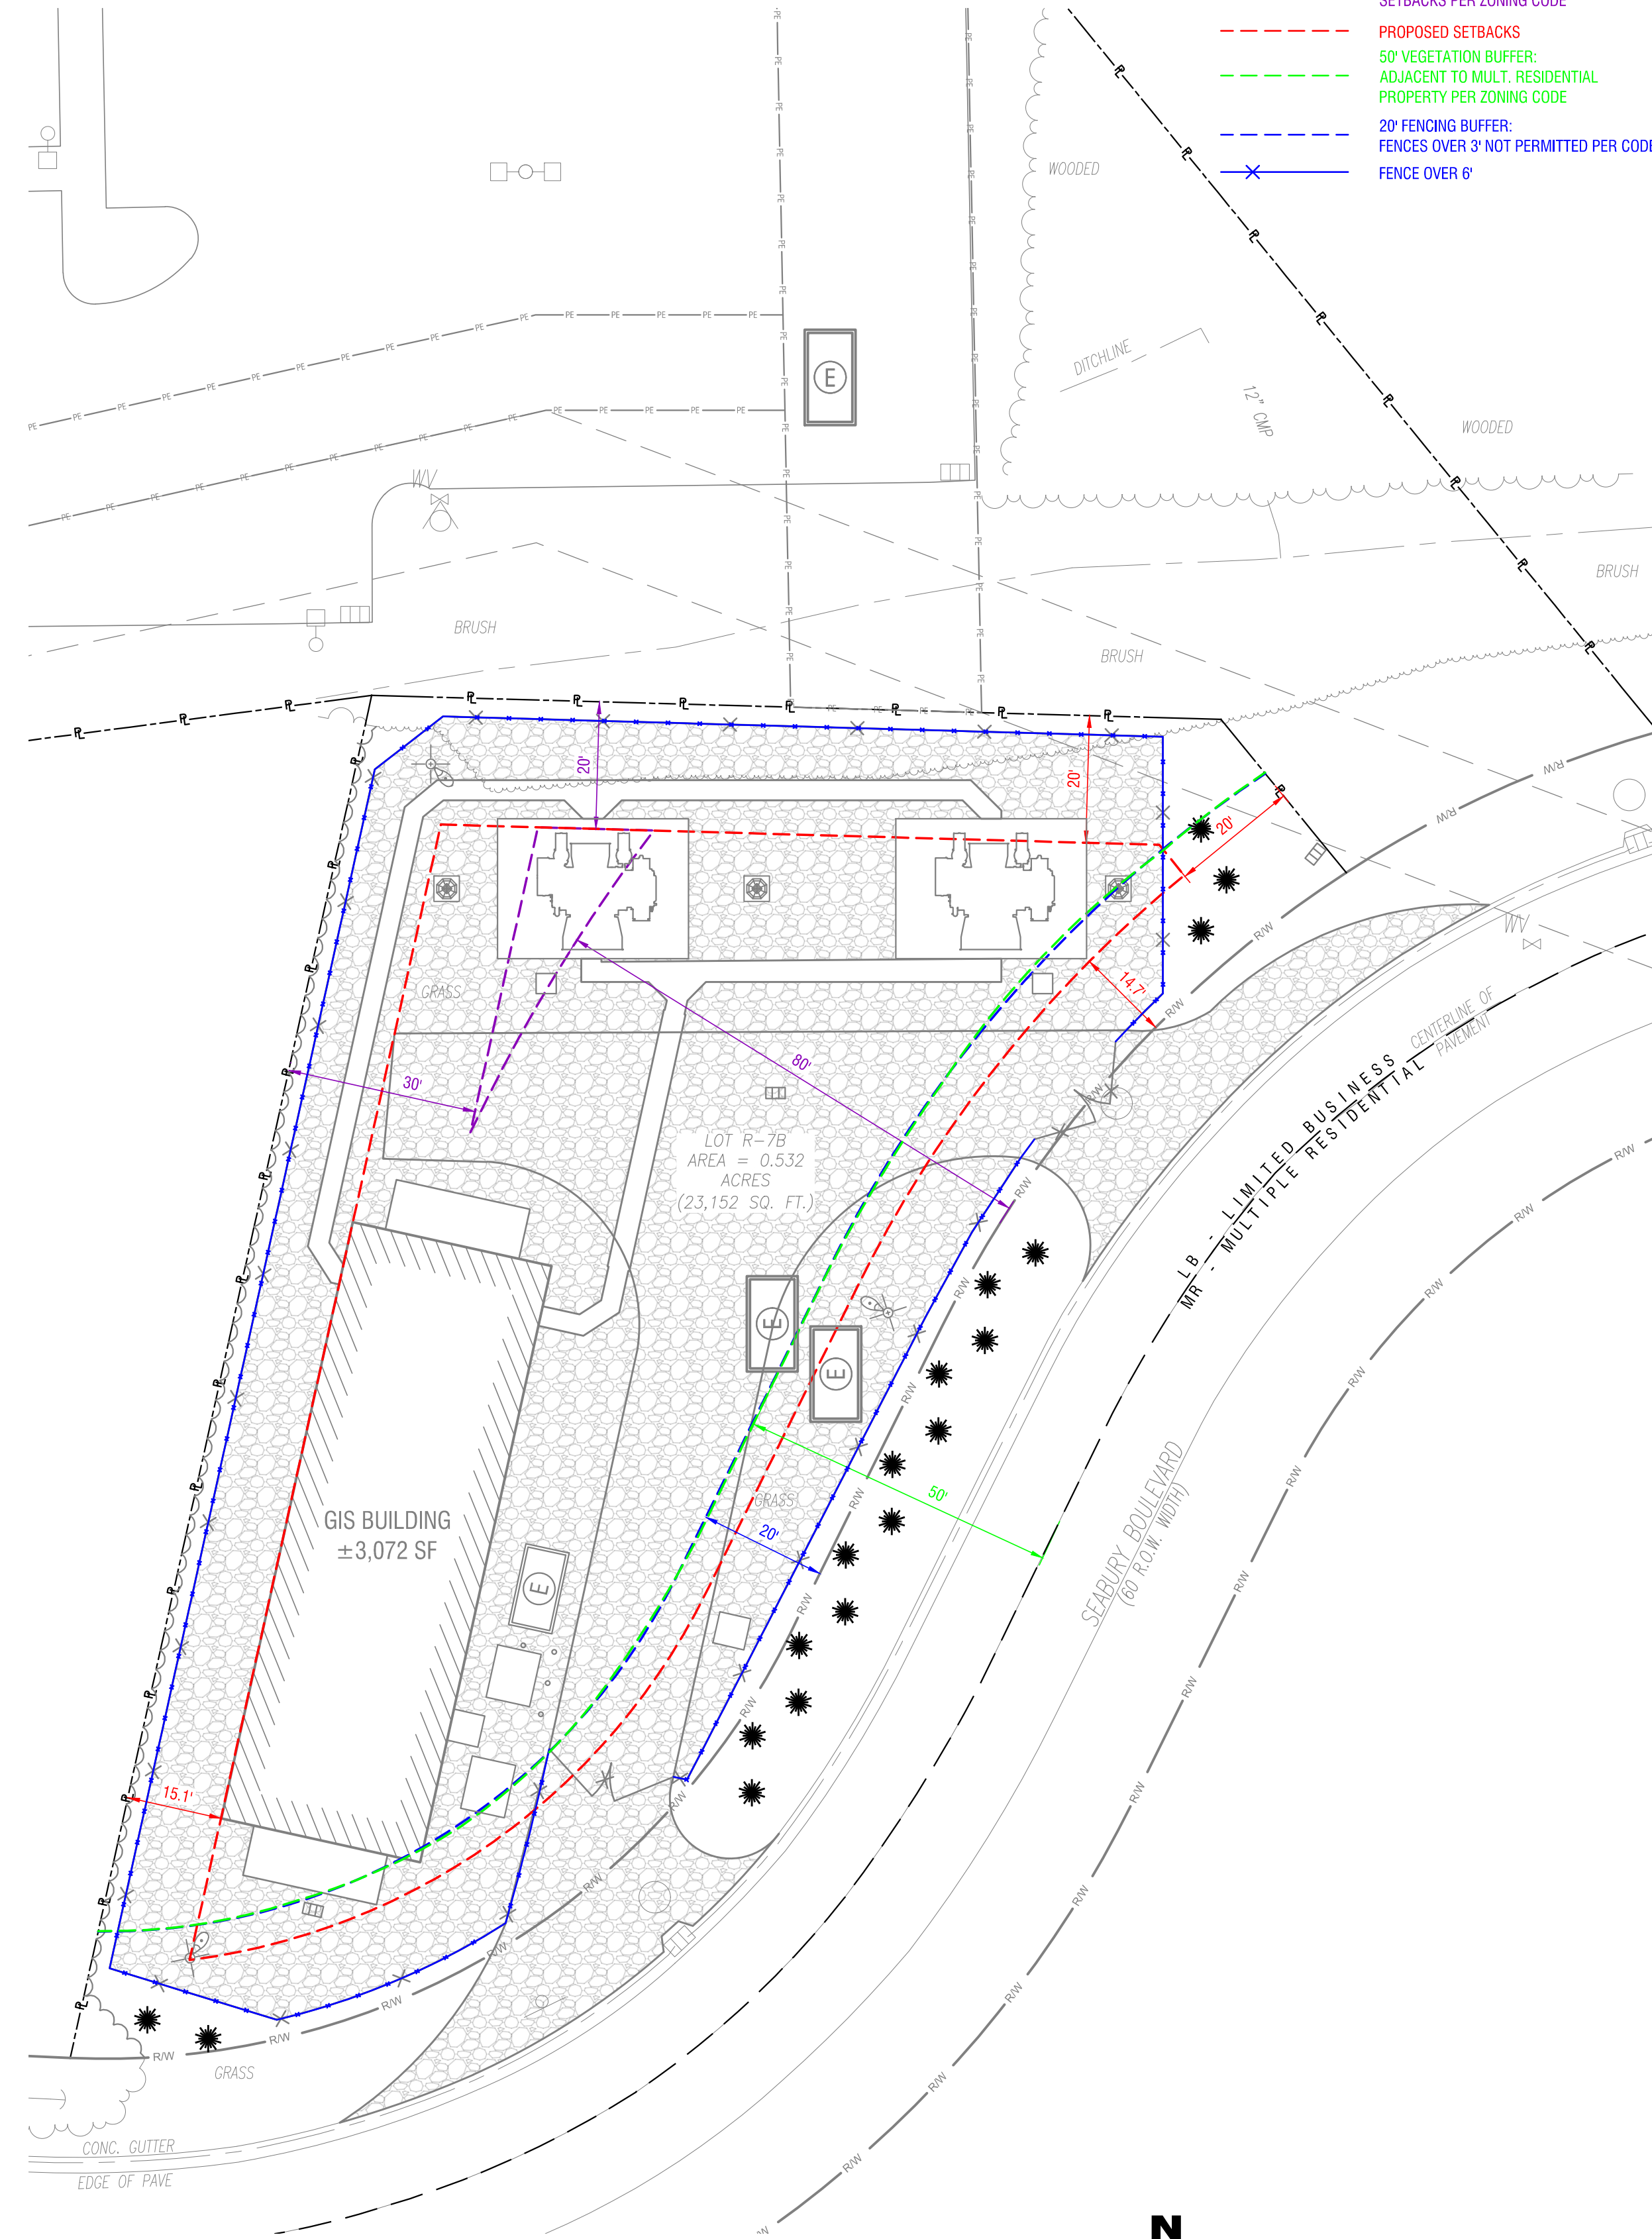 SETBACKS PER ZONING CODE
PROPOSED SETBACKS
50' VEGETATION BUFFER:
ADJACENT TO MULT. RESIDENTIAL
PROPERTY PER ZONING CODE
20' FENCING BUFFER:
FENCES OVER 3' NOT PERMITTED PER CODE
FENCE OVER 6'
WOODED
DITCHLINE
12" CMP
WOODED
E
WV
BRUSH
BRUSH
BRUSH
20'
20'
20'
WV
GRASS
14.7'
CENTERLINE OF
PAVEMENT
30'
80'
LB - LIMITED BUSINESS
MR - MULTIPLE RESIDENTIAL
LOT R-7B
AREA = 0.532
ACRES
(23,152 SQ. FT.)
E
E
50'
GRASS
20'
GIS BUILDING
±3,072 SF
E
SEABURY BOULEVARD
(60 R.O.W. WIDTH)
15.1'
R/W
R/W
R/W
GRASS
CONC. GUTTER
EDGE OF PAVE
N